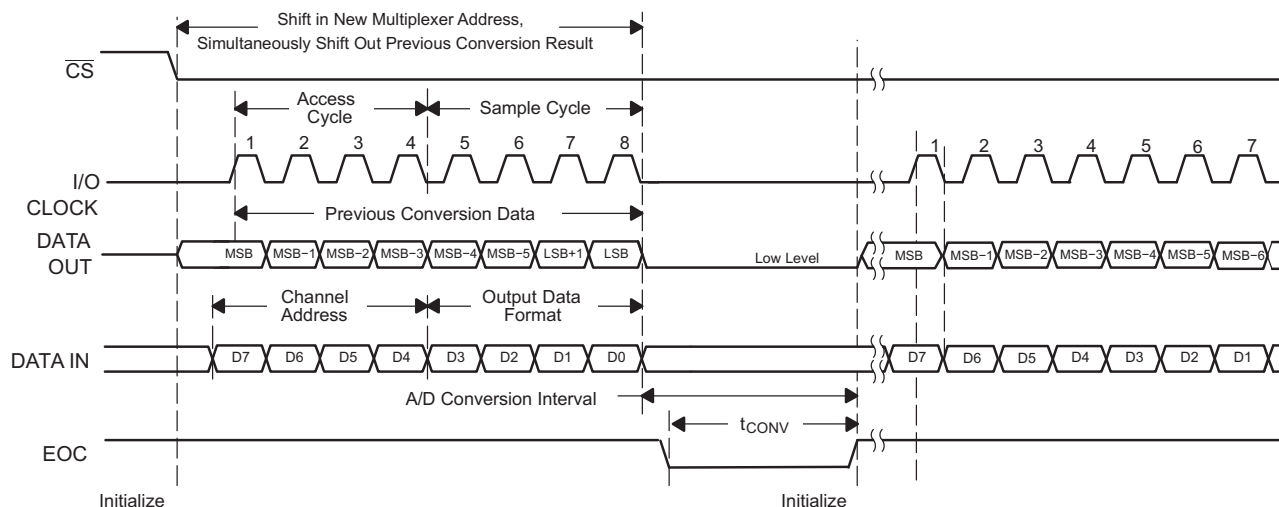 Shift in New Multiplexer Address,
Simultaneously Shift Out Previous Conversion Result
CS
Access
Cycle
Sample Cycle
1 2 3 4 5 6 7 8 1 2 3 4 5 6 7
I/O
CLOCK
Previous Conversion Data
DATA
OUT
MSB MSB−1 MSB−2 MSB−3 MSB−4 MSB−5 LSB+1 LSB Low Level MSB MSB−1 MSB−2 MSB−3 MSB−4 MSB−5 MSB−6
Channel
Address
Output Data
Format
DATA IN D7 D6 D5 D4 D3 D2 D1 D0 D7 D6 D5 D4 D3 D2 D1
A/D Conversion Interval
tCONV
EOC
Initialize Initialize